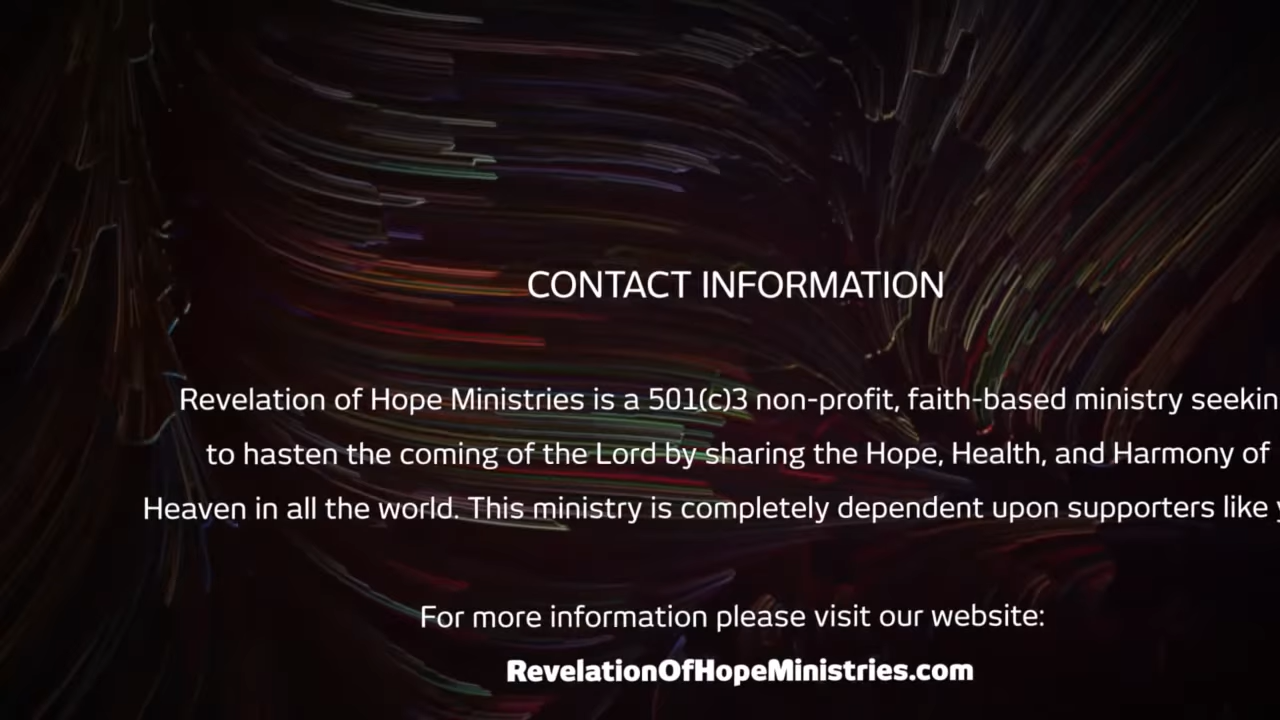 CONTACT INFORMATION
Revelation of Hope Ministries is a 501(c)3 non-profit, faith-based ministry seekin
to hasten the coming of the Lord by sharing the Hope, Health, and Harmony of
Heaven in all the world. This ministry is completely dependent upon supporters like
For more information please visit our website:
RevelationOfHopeMinistries.com